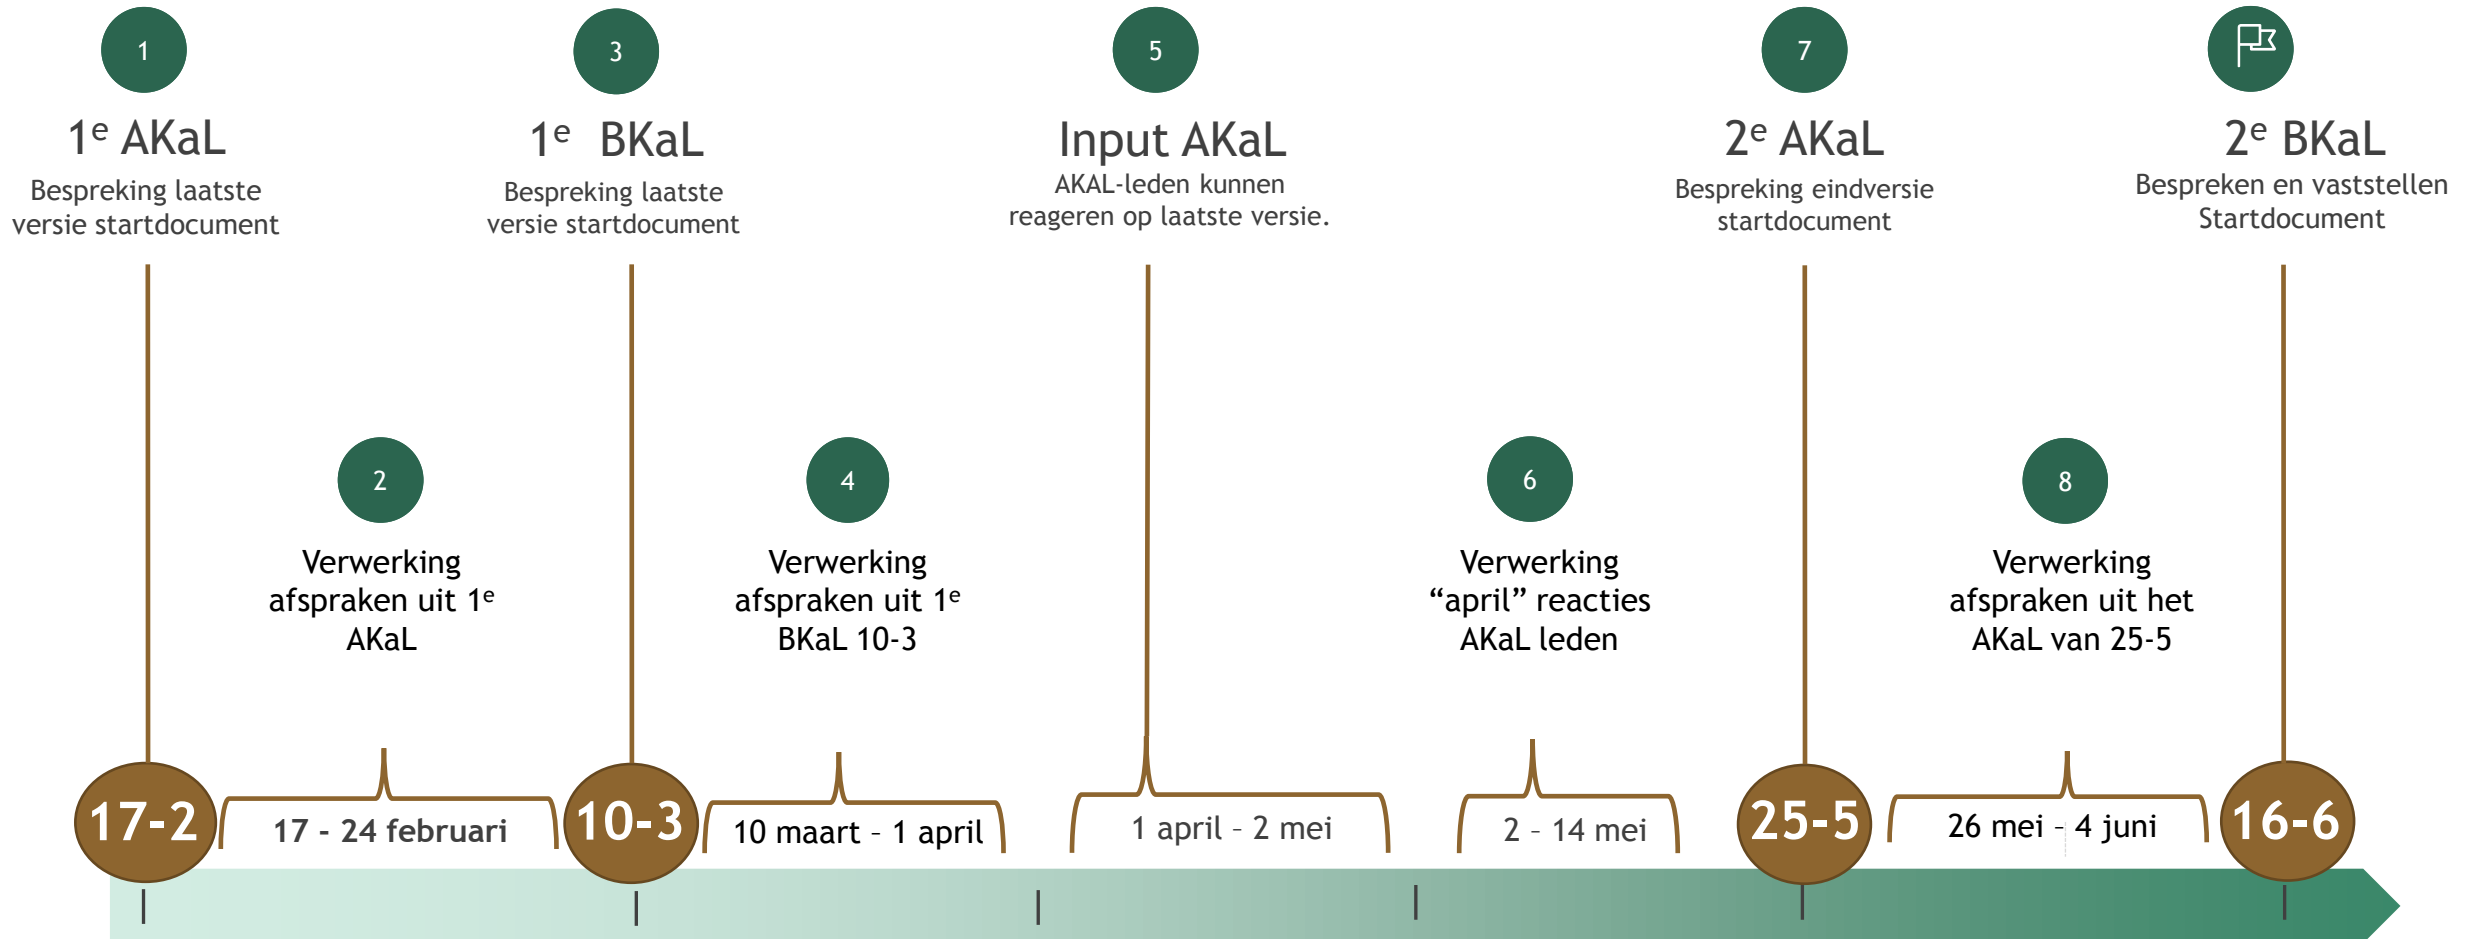 1
1e AKaL
Bespreking laatste
versie startdocument
3
1e BKaL
Bespreking laatste
versie startdocument
5
Input AKaL
AKAL-leden kunnen
reageren op laatste versie.
7
2e AKaL
Bespreking eindversie
startdocument
2e BKaL
Bespreken en vaststellen
Startdocument
2
Verwerking
afspraken uit 1e
AKaL
4
Verwerking
afspraken uit 1e
BKaL 10-3
6
Verwerking
“april” reacties
AKaL leden
8
Verwerking
afspraken uit het
AKaL van 25-5
17-2
17 - 24 februari
10-3
10 maart – 1 april
1 april – 2 mei
2 – 14 mei
25-5
26 mei – 4 juni
16-6